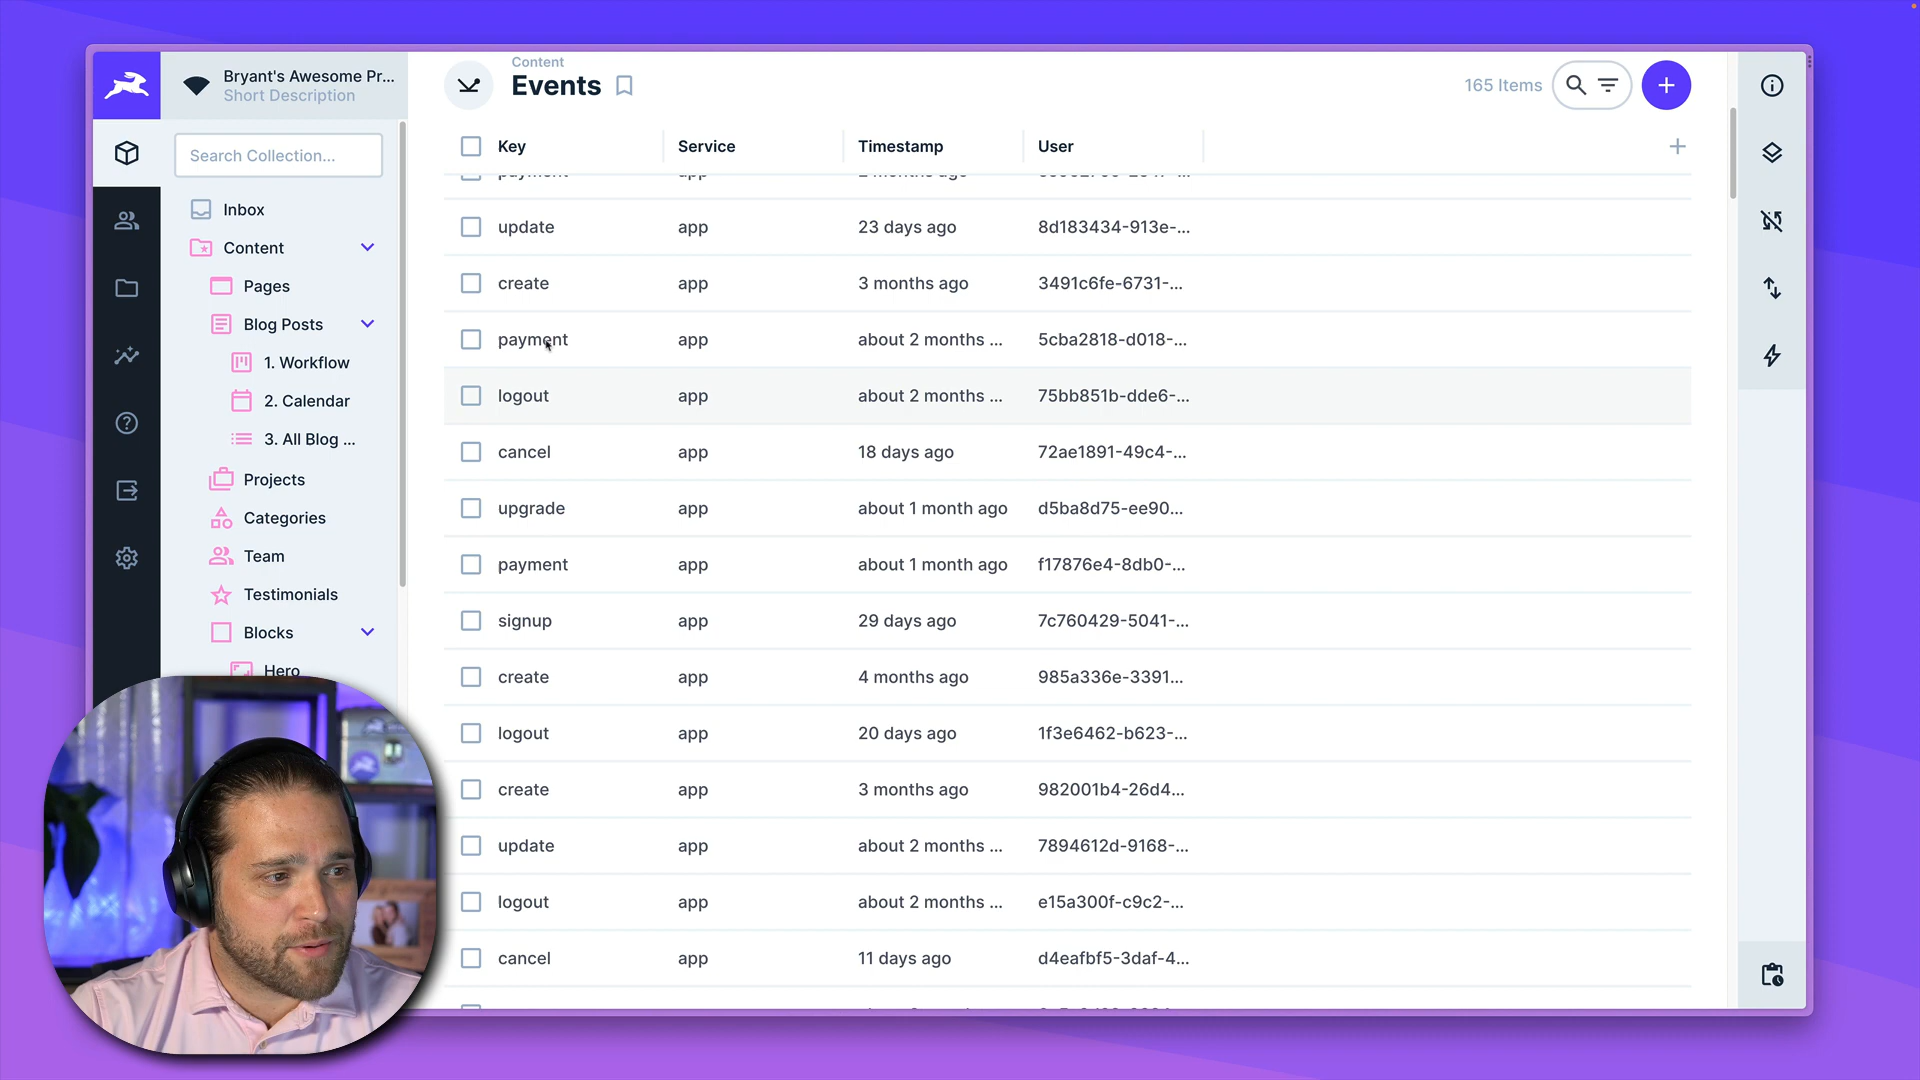 Bryant's Awesome Pr...
Short Description
Search Collection...
Inbox
Content
Pages
Blog Posts
1. Workflow
2. Calendar
3. All Blog ...
Projects
Categories
Team
Testimonials
Blocks
Hero
Content
Events
165 Items
Key Service Timestamp User
update app 23 days ago 8d183434-913e-...
create app 3 months ago 3491c6fe-6731-...
payment app about 2 months ... 5cba2818-d018-...
logout app about 2 months ... 75bb851b-dde6-...
cancel app 18 days ago 72ae1891-49c4-...
upgrade app about 1 month ago d5ba8d75-ee90...
payment app about 1 month ago f17876e4-8db0-...
signup app 29 days ago 7c760429-5041-...
create app 4 months ago 985a336e-3391...
logout app 20 days ago 1f3e6462-b623-...
create app 3 months ago 982001b4-26d4...
update app about 2 months ... 7894612d-9168-...
logout app about 2 months ... e15a300f-c9c2-...
cancel app 11 days ago d4eafbf5-3daf-4...